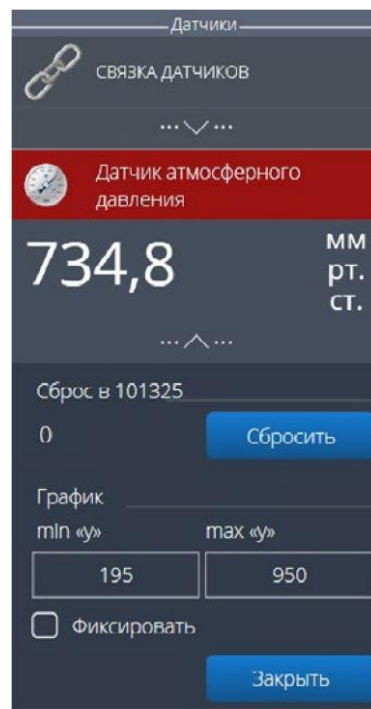 Датчики
СВЯЗКА ДАТЧИКОВ
Датчик атмосферного
давления
734,8
мм
рт.
ст.
Сброс в 101325
0
Сбросить
График
min «y»
max «y»
195
950
Фиксировать
Закрыть